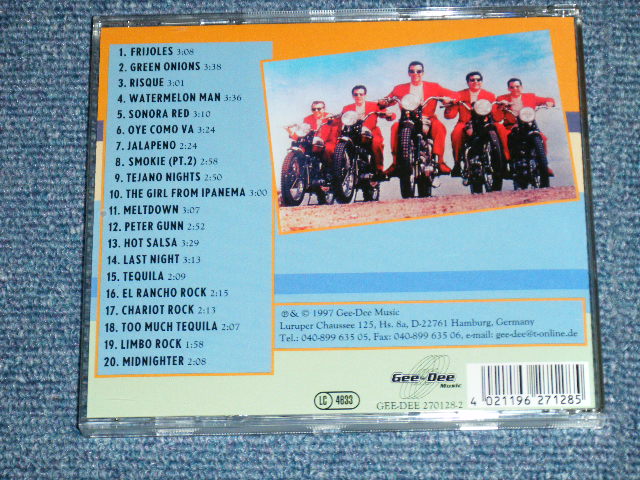 1. FRIJOLES 3:08
2. GREEN ONIONS 3:38
3. RISQUE 3:01
4. WATERMELON MAN 3:36
5. SONORA RED 3:10
6. OYE COMO VA 3:24
7. JALAPENO 2:24
8. SMOKIE (PT.2) 2:58
9. TEJANO NIGHTS 2:50
10. THE GIRL FROM IPANEMA 3:00
11. MELTDOWN 3:07
12. PETER GUNN 2:52
13. HOT SALSA 3:29
14. LAST NIGHT 3:13
15. TEQUILA 2:09
16. EL RANCHO ROCK 2:15
17. CHARIOT ROCK 2:13
18. TOO MUCH TEQUILA 2:07
19. LIMBO ROCK 1:58
20. MIDNIGHTER 2:08
℗ & © 1997 Gee-Dee Music
Luruper Chaussee 125, Hs. 8a, D-22761 Hamburg, Germany
Tel.: 040-899 635 05, Fax: 040-899 635 06, e-mail: gee-dee@t-online.de
LC 4833
Gee-Dee
Music
GEE-DEE 270128-2
4 021196 271285